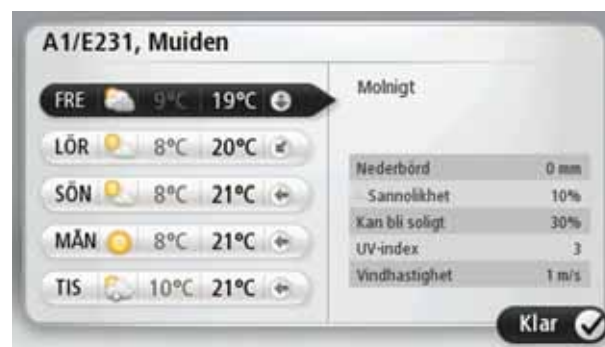 A1/E231, Muiden
FRE 9°C 19°C
LÖR 8°C 20°C
SÖN 8°C 21°C
MÅN 8°C 21°C
TIS 10°C 21°C
Molnigt
Nederbörd 0 mm
Sannolikhet 10%
Kan bli soligt 30%
UV-index 3
Vindhastighet 1 m/s
Klar